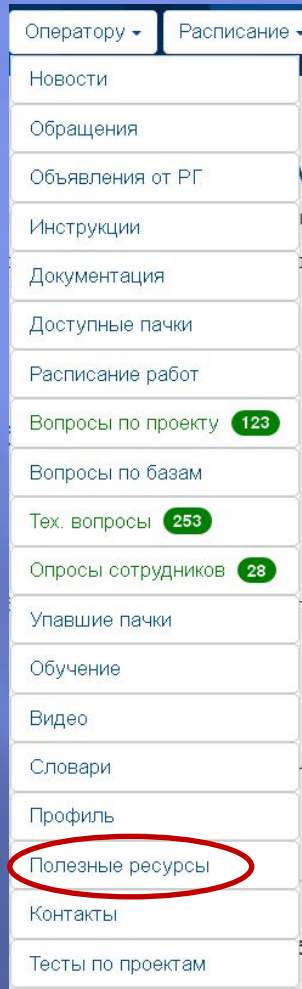 Оператору Расписание
Новости
Обращения
Объявления от РГ
Инструкции
Документация
Доступные пачки
Расписание работ
Вопросы по проекту 123
Вопросы по базам
Тех. вопросы 253
Опросы сотрудников 28
Упавшие пачки
Обучение
Видео
Словари
Профиль
Полезные ресурсы
Контакты
Тесты по проектам